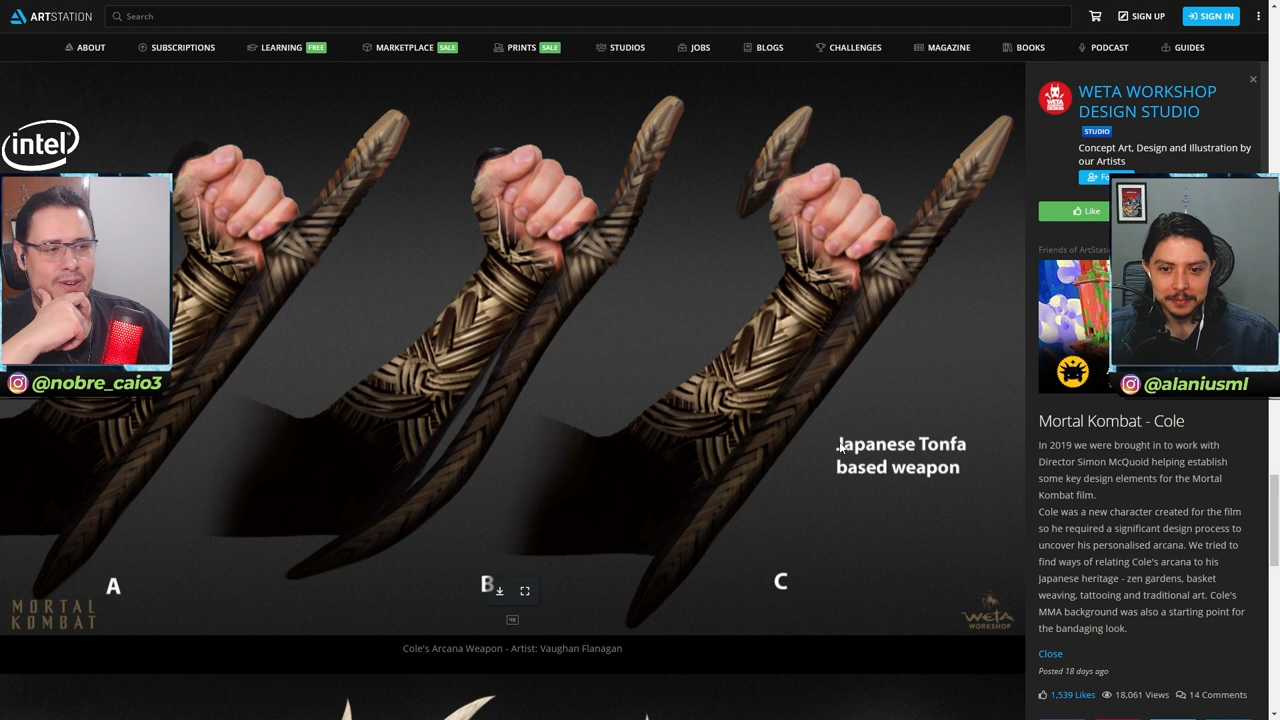 ARTSTATION
Search
SIGN UP
SIGN IN
ABOUT
SUBSCRIPTIONS
LEARNING FREE
MARKETPLACE SALE
PRINTS SALE
STUDIOS
JOBS
BLOGS
CHALLENGES
MAGAZINE
BOOKS
PODCAST
GUIDES
intel
@nobre_caio3
Japanese Tonfa
based weapon
A
B
C
MORTAL
KOMBAT
WETA
WORKSHOP
4K
Cole's Arcana Weapon - Artist: Vaughan Flanagan
WETA WORKSHOP
DESIGN STUDIO
STUDIO
Concept Art, Design and Illustration by
our Artists
Like
@alaniusml
Mortal Kombat - Cole
In 2019 we were brought in to work with
Director Simon McQuoid helping establish
some key design elements for the Mortal
Kombat film.
Cole was a new character created for the film
so he required a significant design process to
uncover his personalised arcana. We tried to
find ways of relating Cole's arcana to his
Japanese heritage - zen gardens, basket
weaving, tattooing and traditional art. Cole's
MMA background was also a starting point for
the bandaging look.
Close
Posted 18 days ago
1,539 Likes
18,061 Views
14 Comments